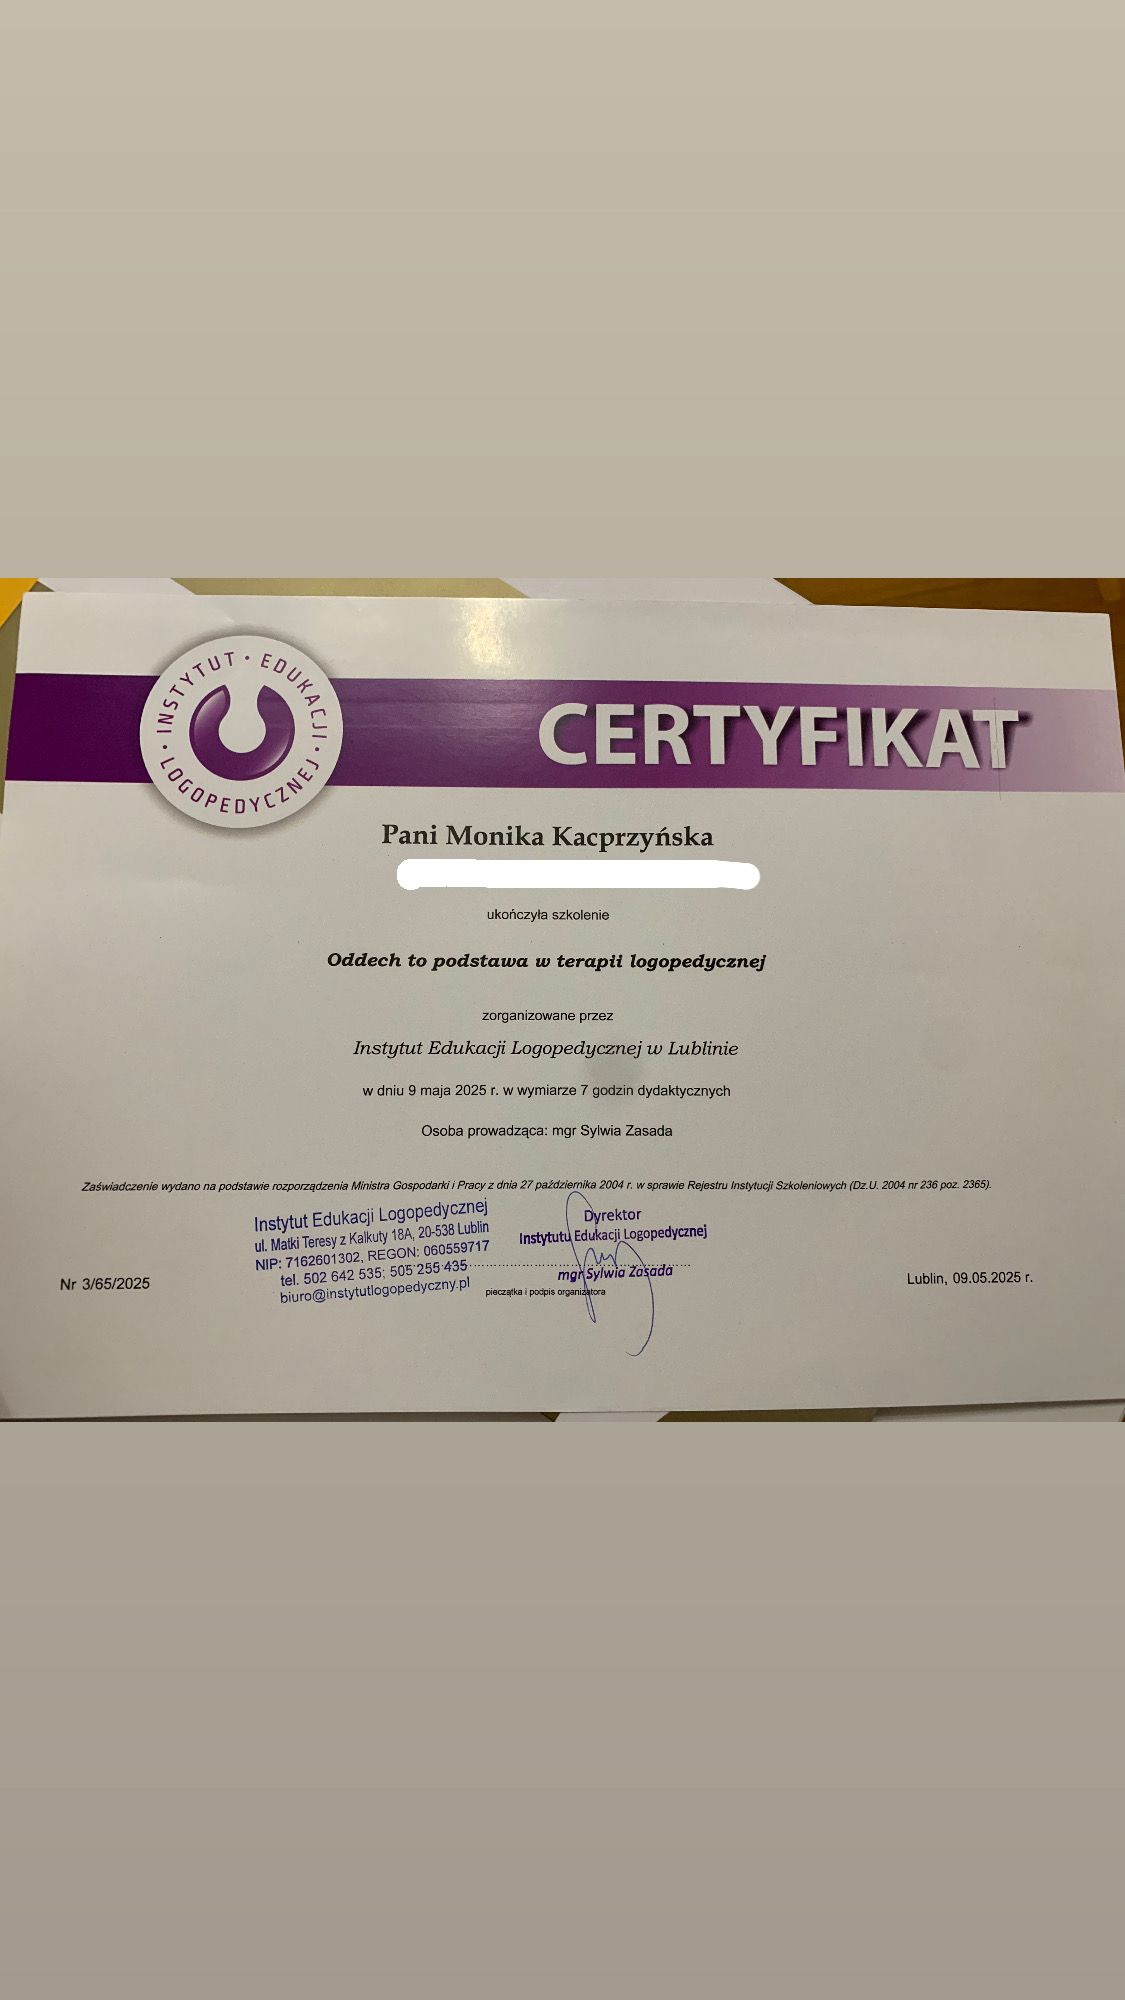 INSTYTUT · EDUKACJI · LOGOPEDYCZNEJ ·
CERTYFIKAT
Pani Monika Kacprzyńska
ukończyła szkolenie
Oddech to podstawa w terapii logopedycznej
zorganizowane przez
Instytut Edukacji Logopedycznej w Lublinie
w dniu 9 maja 2025 r. w wymiarze 7 godzin dydaktycznych
Osoba prowadząca: mgr Sylwia Zasada
Zaświadczenie wydano na podstawie rozporządzenia Ministra Gospodarki i Pracy z dnia 27 października 2004 r. w sprawie Rejestru Instytucji Szkoleniowych (Dz.U. 2004 nr 236 poz. 2365).
Instytut Edukacji Logopedycznej
ul. Matki Teresy z Kalkuty 18A, 20-538 Lublin
NIP: 7162601302, REGON: 060559717
tel. 502 642 535; 505 255 435
biuro@instytutlogopedyczny.pl
Dyrektor
Instytutu Edukacji Logopedycznej
mgr Sylwia Zasada
pieczątka i podpis organizatora
Nr 3/65/2025
Lublin, 09.05.2025 r.